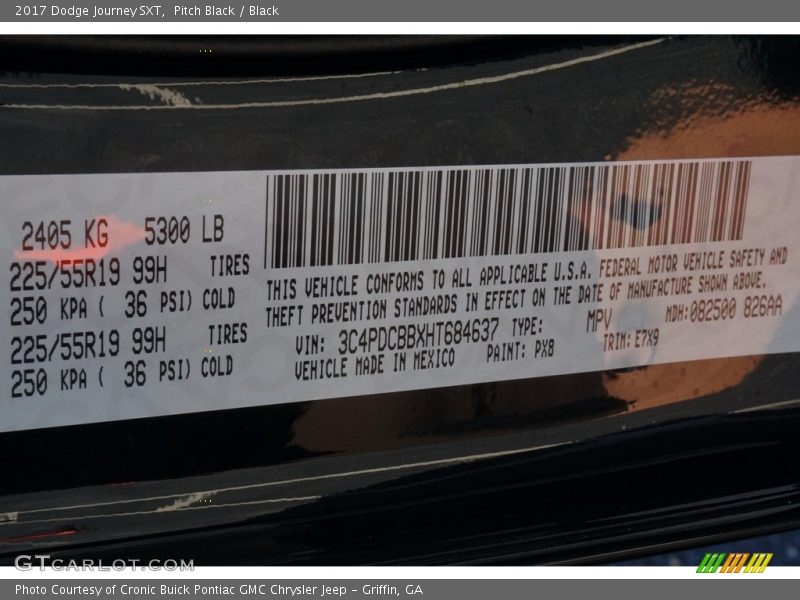 2017 Dodge Journey SXT, Pitch Black / Black
2405 KG 5300 LB
225/55R19 99H TIRES
250 KPA ( 36 PSI) COLD
225/55R19 99H TIRES
250 KPA ( 36 PSI) COLD
THIS VEHICLE CONFORMS TO ALL APPLICABLE U.S.A. FEDERAL MOTOR VEHICLE SAFETY AND
THEFT PREVENTION STANDARDS IN EFFECT ON THE DATE OF MANUFACTURE SHOWN ABOVE.
VIN: 3C4PDCBBXHT684637 TYPE: MPV MDH:082500 826AA
VEHICLE MADE IN MEXICO PAINT: PX8 TRIM: E7X9
GTCARLOT.COM
Photo Courtesy of Cronic Buick Pontiac GMC Chrysler Jeep - Griffin, GA